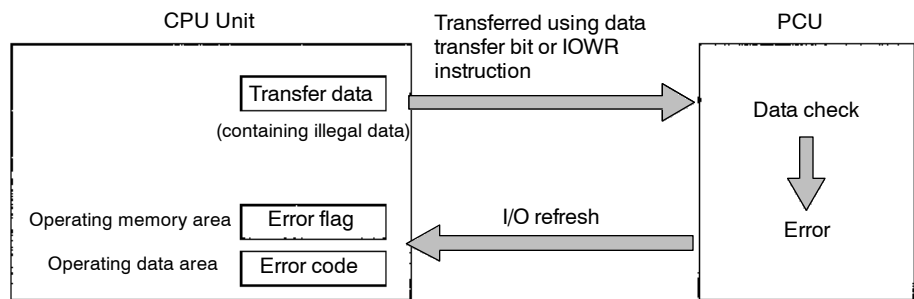 CPU Unit
Transferred using data
transfer bit or IOWR
instruction
PCU
Transfer data
(containing illegal data)
Data check
Operating memory area
Error flag
I/O refresh
Error
Operating data area
Error code